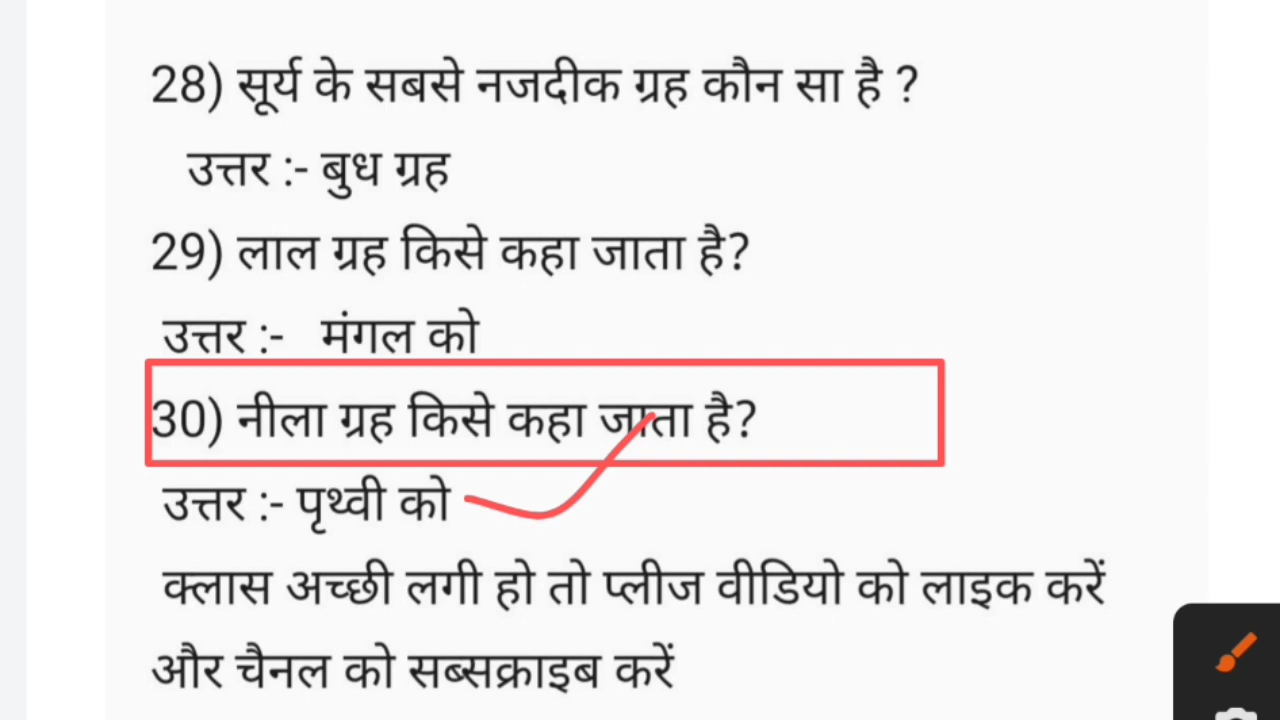 28) सूर्य के सबसे नजदीक ग्रह कौन सा है ?
उत्तर :- बुध ग्रह
29) लाल ग्रह किसे कहा जाता है?
उत्तर :- मंगल को
30) नीला ग्रह किसे कहा जाता है?
उत्तर :- पृथ्वी को
क्लास अच्छी लगी हो तो प्लीज वीडियो को लाइक करें
और चैनल को सब्सक्राइब करें